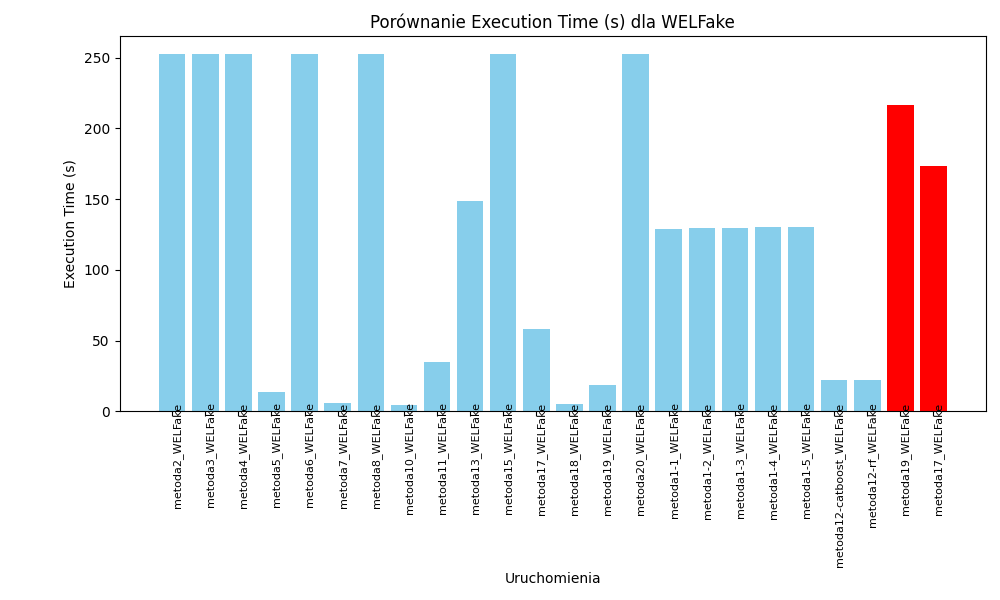 Porównanie Execution Time (s) dla WELFake
Execution Time (s)
250
200
150
100
50
0
metoda2_WELFake
metoda3_WELFake
metoda4_WELFake
metoda5_WELFake
metoda6_WELFake
metoda7_WELFake
metoda8_WELFake
metoda10_WELFake
metoda11_WELFake
metoda13_WELFake
metoda15_WELFake
metoda17_WELFake
metoda18_WELFake
metoda19_WELFake
metoda20_WELFake
metoda1-1_WELFake
metoda1-2_WELFake
metoda1-3_WELFake
metoda1-4_WELFake
metoda1-5_WELFake
metoda12-catboost_WELFake
metoda12-rf_WELFake
metoda19_WELFake
metoda17_WELFake
Uruchomienia